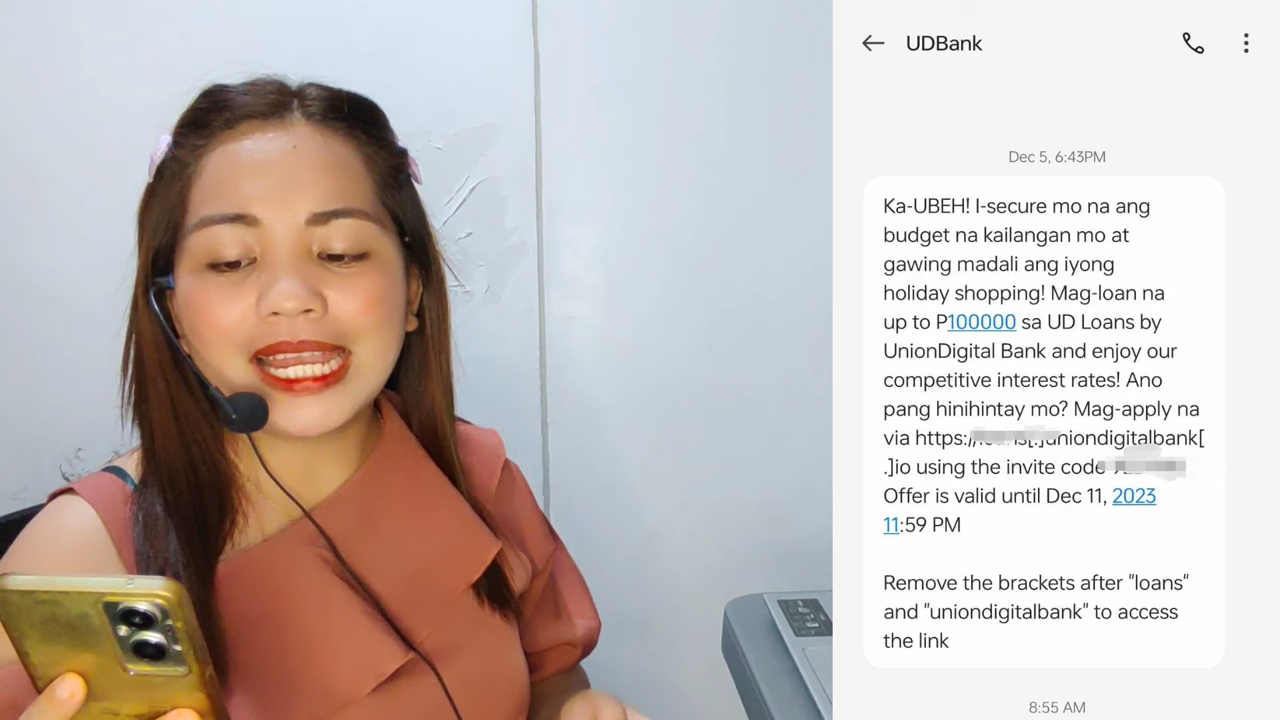 UDBank
Dec 5, 6:43PM
Ka-UBEH! I-secure mo na ang
budget na kailangan mo at
gawing madali ang iyong
holiday shopping! Mag-loan na
up to P100000 sa UD Loans by
UnionDigital Bank and enjoy our
competitive interest rates! Ano
pang hinihintay mo? Mag-apply na
via https:/ uniondigitalbank[
.]io using the invite code
Offer is valid until Dec 11, 2023
11:59 PM
Remove the brackets after "loans"
and "uniondigitalbank" to access
the link
8:55 AM